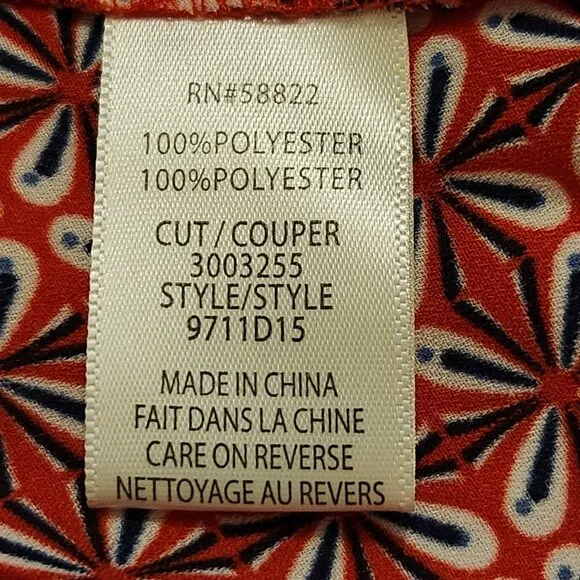 RN#58822
100%POLYESTER
100%POLYESTER
CUT / COUPER
3003255
STYLE/STYLE
9711D15
MADE IN CHINA
FAIT DANS LA CHINE
CARE ON REVERSE
NETTOYAGE AU REVERS